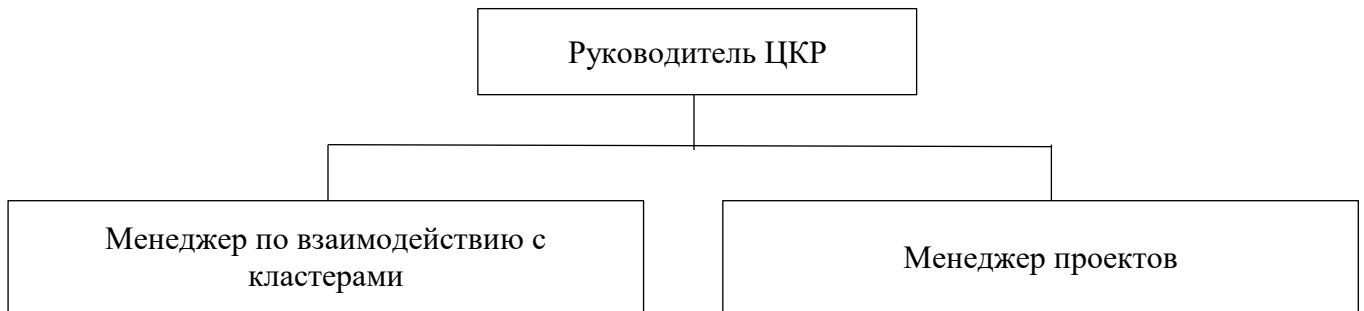 Руководитель ЦКР
Менеджер по взаимодействию с
кластерами
Менеджер проектов